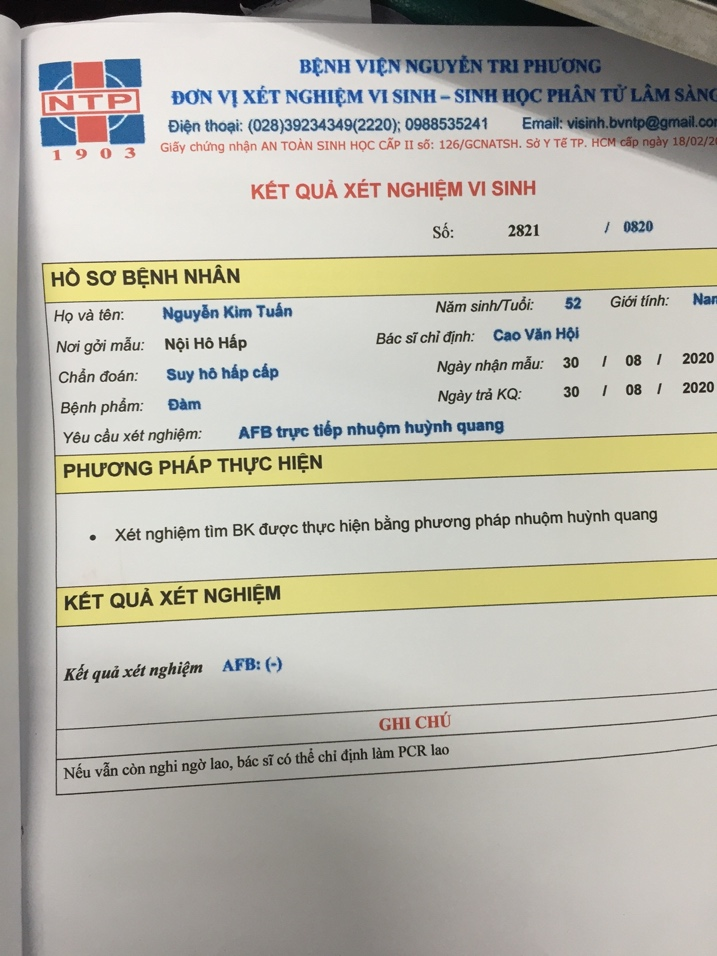 BỆNH VIỆN NGUYỄN TRI PHƯƠNG
NTP
1903
ĐƠN VỊ XÉT NGHIỆM VI SINH – SINH HỌC PHÂN TỬ LÂM SÀNG
Điện thoại: (028)39234349(2220); 0988535241 Email: visinh.bvntp@gmail.com
Giấy chứng nhận AN TOÀN SINH HỌC CẤP II số: 126/GCNATSH. Sở Y Tế TP. HCM cấp ngày 18/02/
KẾT QUẢ XÉT NGHIỆM VI SINH
Số: 2821 / 0820
HỒ SƠ BỆNH NHÂN
Họ và tên: Nguyễn Kim Tuấn Năm sinh/Tuổi: 52 Giới tính: Nam
Nơi gởi mẫu: Nội Hô Hấp Bác sĩ chỉ định: Cao Văn Hội
Chẩn đoán: Suy hô hấp cấp Ngày nhận mẫu: 30 / 08 / 2020
Bệnh phẩm: Đàm Ngày trả KQ: 30 / 08 / 2020
Yêu cầu xét nghiệm: AFB trực tiếp nhuộm huỳnh quang
PHƯƠNG PHÁP THỰC HIỆN
• Xét nghiệm tìm BK được thực hiện bằng phương pháp nhuộm huỳnh quang
KẾT QUẢ XÉT NGHIỆM
Kết quả xét nghiệm AFB: (-)
GHI CHÚ
Nếu vẫn còn nghi ngờ lao, bác sĩ có thể chỉ định làm PCR lao